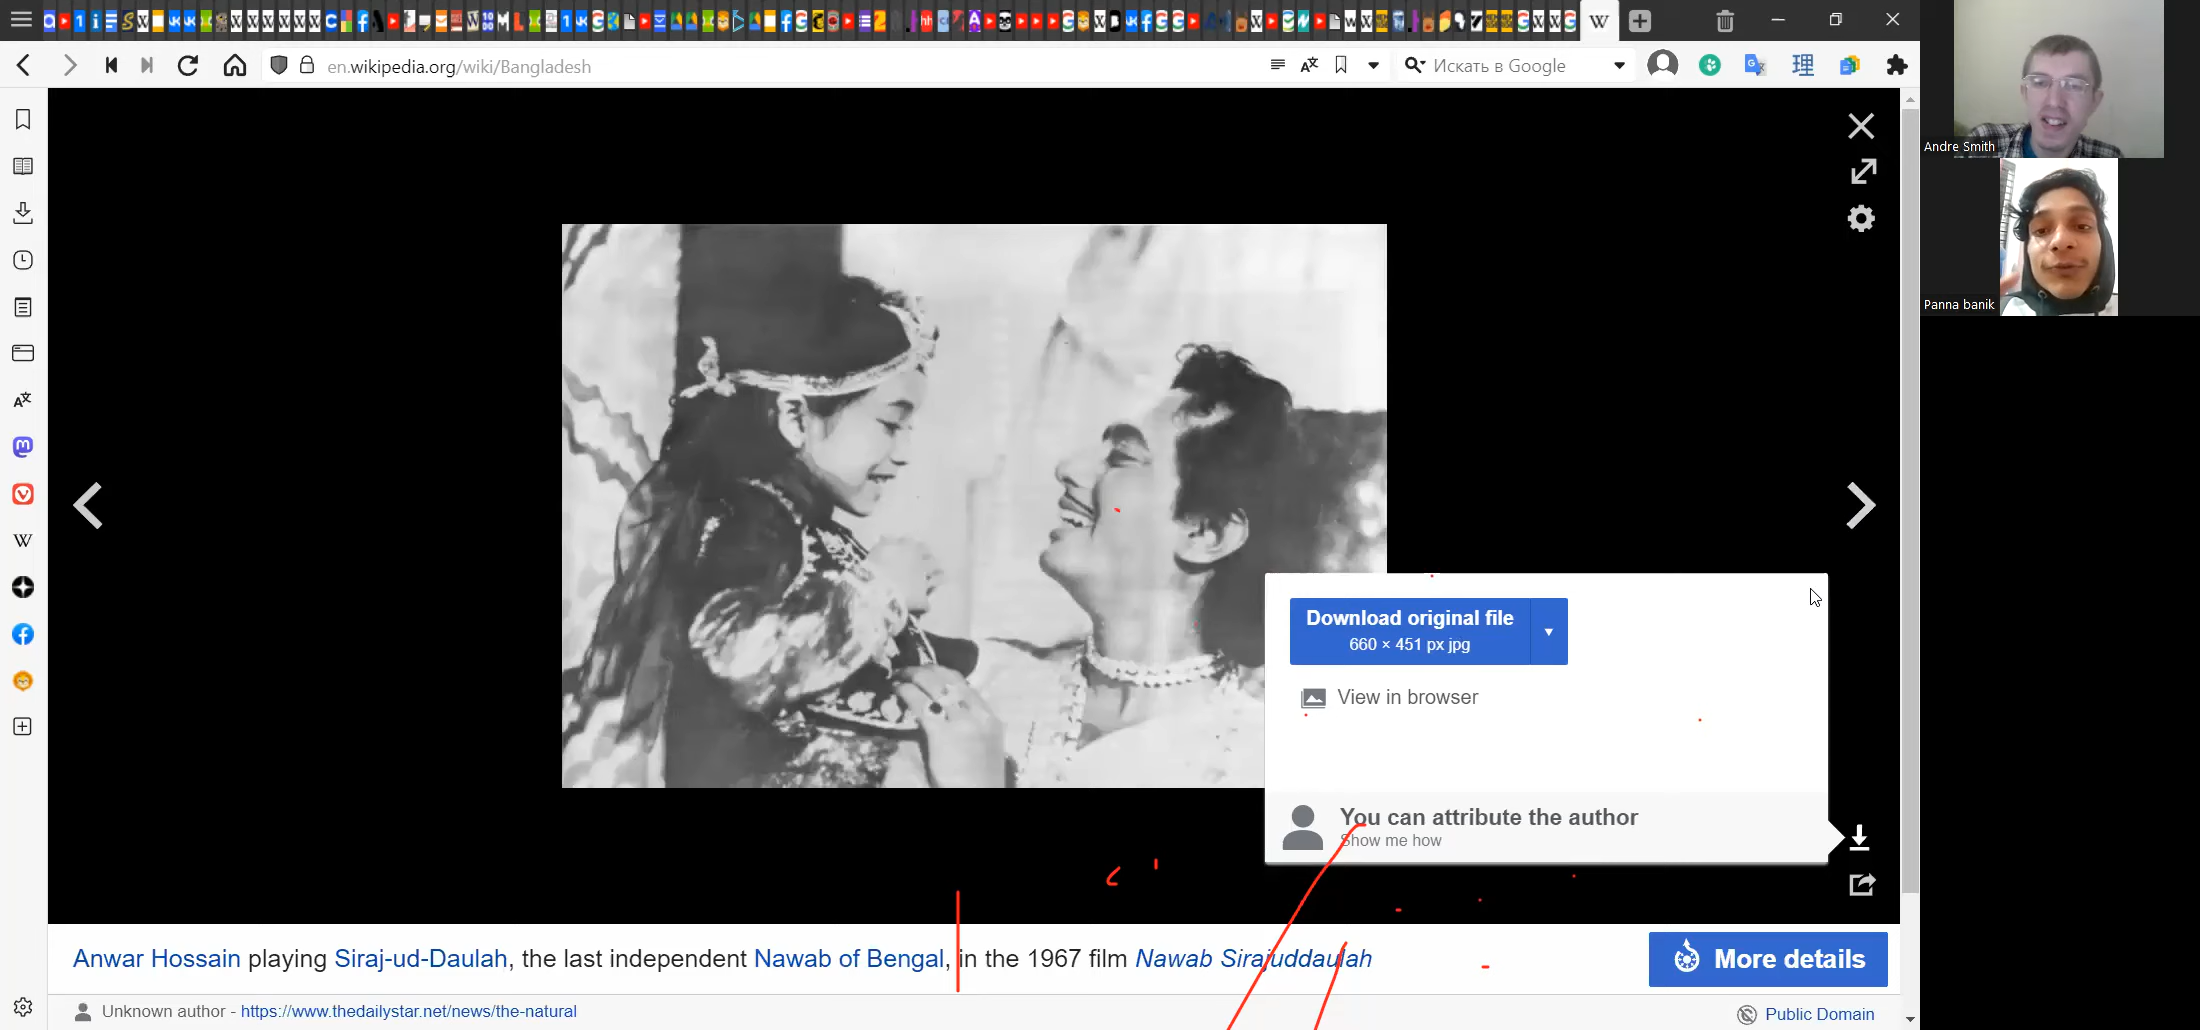 en.wikipedia.org/wiki/Bangladesh
Искать в Google
Andre Smith
Panna banik
Download original file
660 × 451 px jpg
View in browser
You can attribute the author
Show me how
Anwar Hossain playing Siraj-ud-Daulah, the last independent Nawab of Bengal, in the 1967 film Nawab Sirajuddaulah
More details
Unknown author - https://www.thedailystar.net/news/the-natural
Public Domain